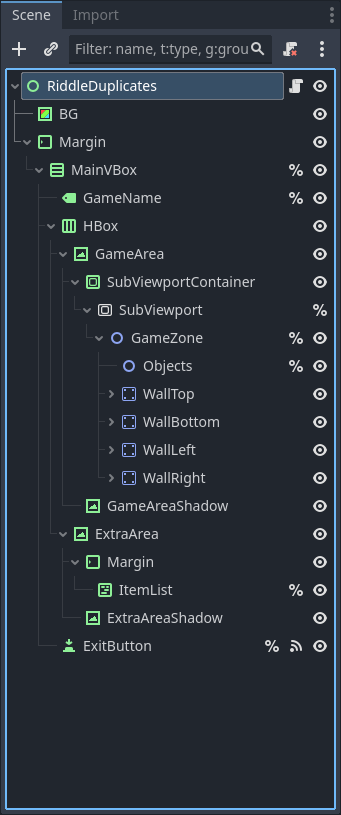 Scene Import
Filter: name, t:type, g:grou
RiddleDuplicates
BG
Margin
MainVBox %
GameName %
HBox
GameArea
SubViewportContainer
SubViewport %
GameZone %
Objects %
WallTop
WallBottom
WallLeft
WallRight
GameAreaShadow
ExtraArea
Margin
ItemList %
ExtraAreaShadow
ExitButton %